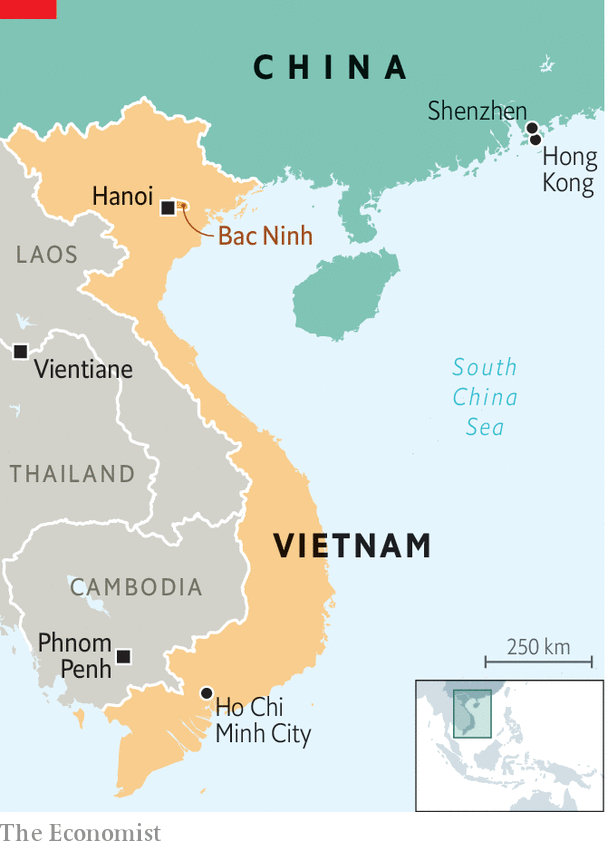 CHINA
Shenzhen
Hong
Kong
Hanoi
Bac Ninh
LAOS
Vientiane
South
China
Sea
THAILAND
VIETNAM
CAMBODIA
Phnom
Penh
250 km
Ho Chi
Minh City
The Economist